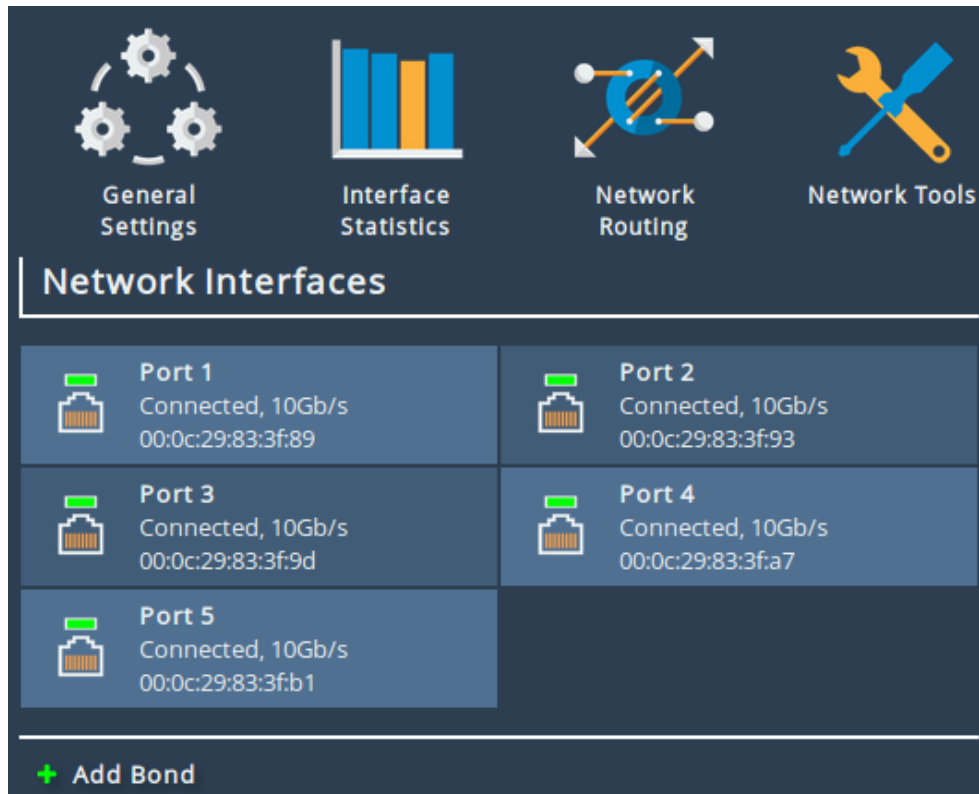 General
Settings
Interface
Statistics
Network
Routing
Network Tools
Network Interfaces
Port 1
Connected, 10Gb/s
00:0c:29:83:3f:89
Port 2
Connected, 10Gb/s
00:0c:29:83:3f:93
Port 3
Connected, 10Gb/s
00:0c:29:83:3f:9d
Port 4
Connected, 10Gb/s
00:0c:29:83:3f:a7
Port 5
Connected, 10Gb/s
00:0c:29:83:3f:b1
+ Add Bond